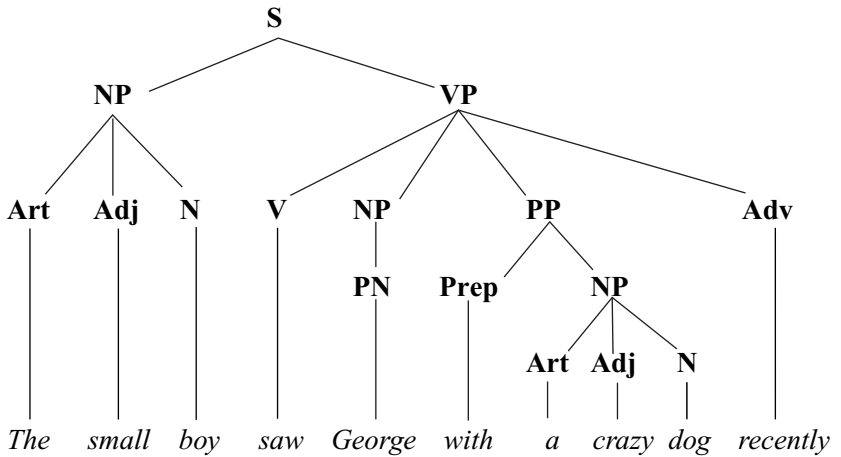 S
NP VP
Art Adj N V NP PP Adv
PN Prep NP
Art Adj N
The small boy saw George with a crazy dog recently